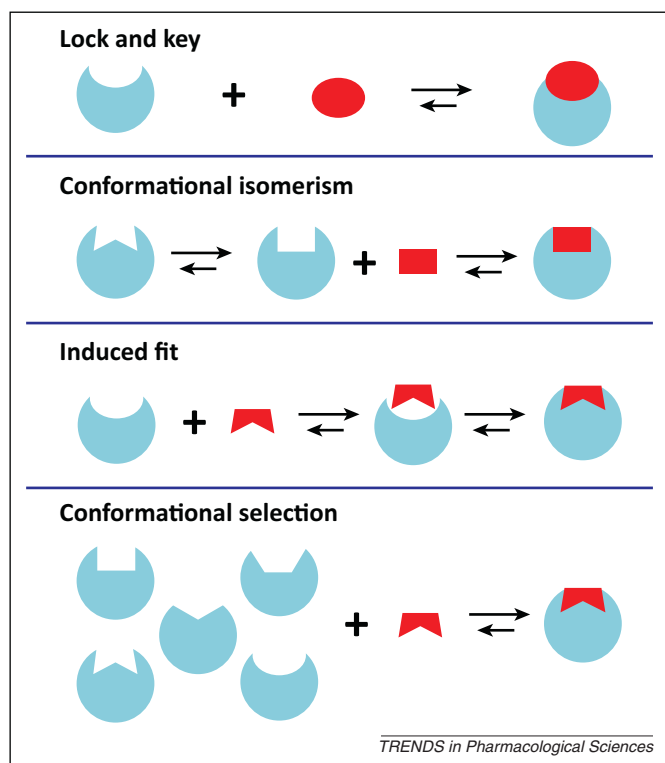 Lock and key
+
Conformational isomerism
+
Induced fit
+
Conformational selection
+
TRENDS in Pharmacological Sciences